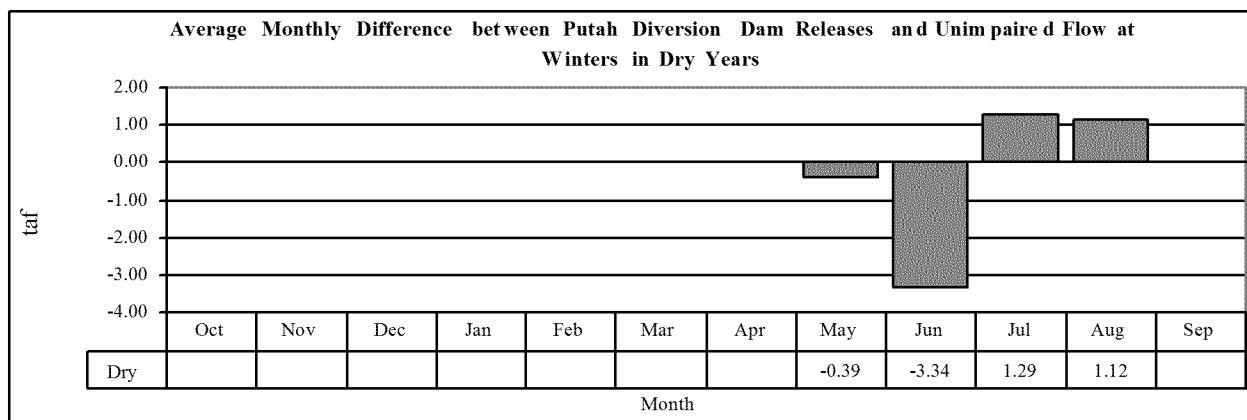 Average Monthly Difference between Putah Diversion Dam Releases and Unimpaired Flow at
Winters in Dry Years
2.00
1.00
0.00
-1.00
-2.00
-3.00
-4.00
taf
Oct Nov Dec Jan Feb Mar Apr May Jun Jul Aug Sep
Dry -0.39 -3.34 1.29 1.12
Month